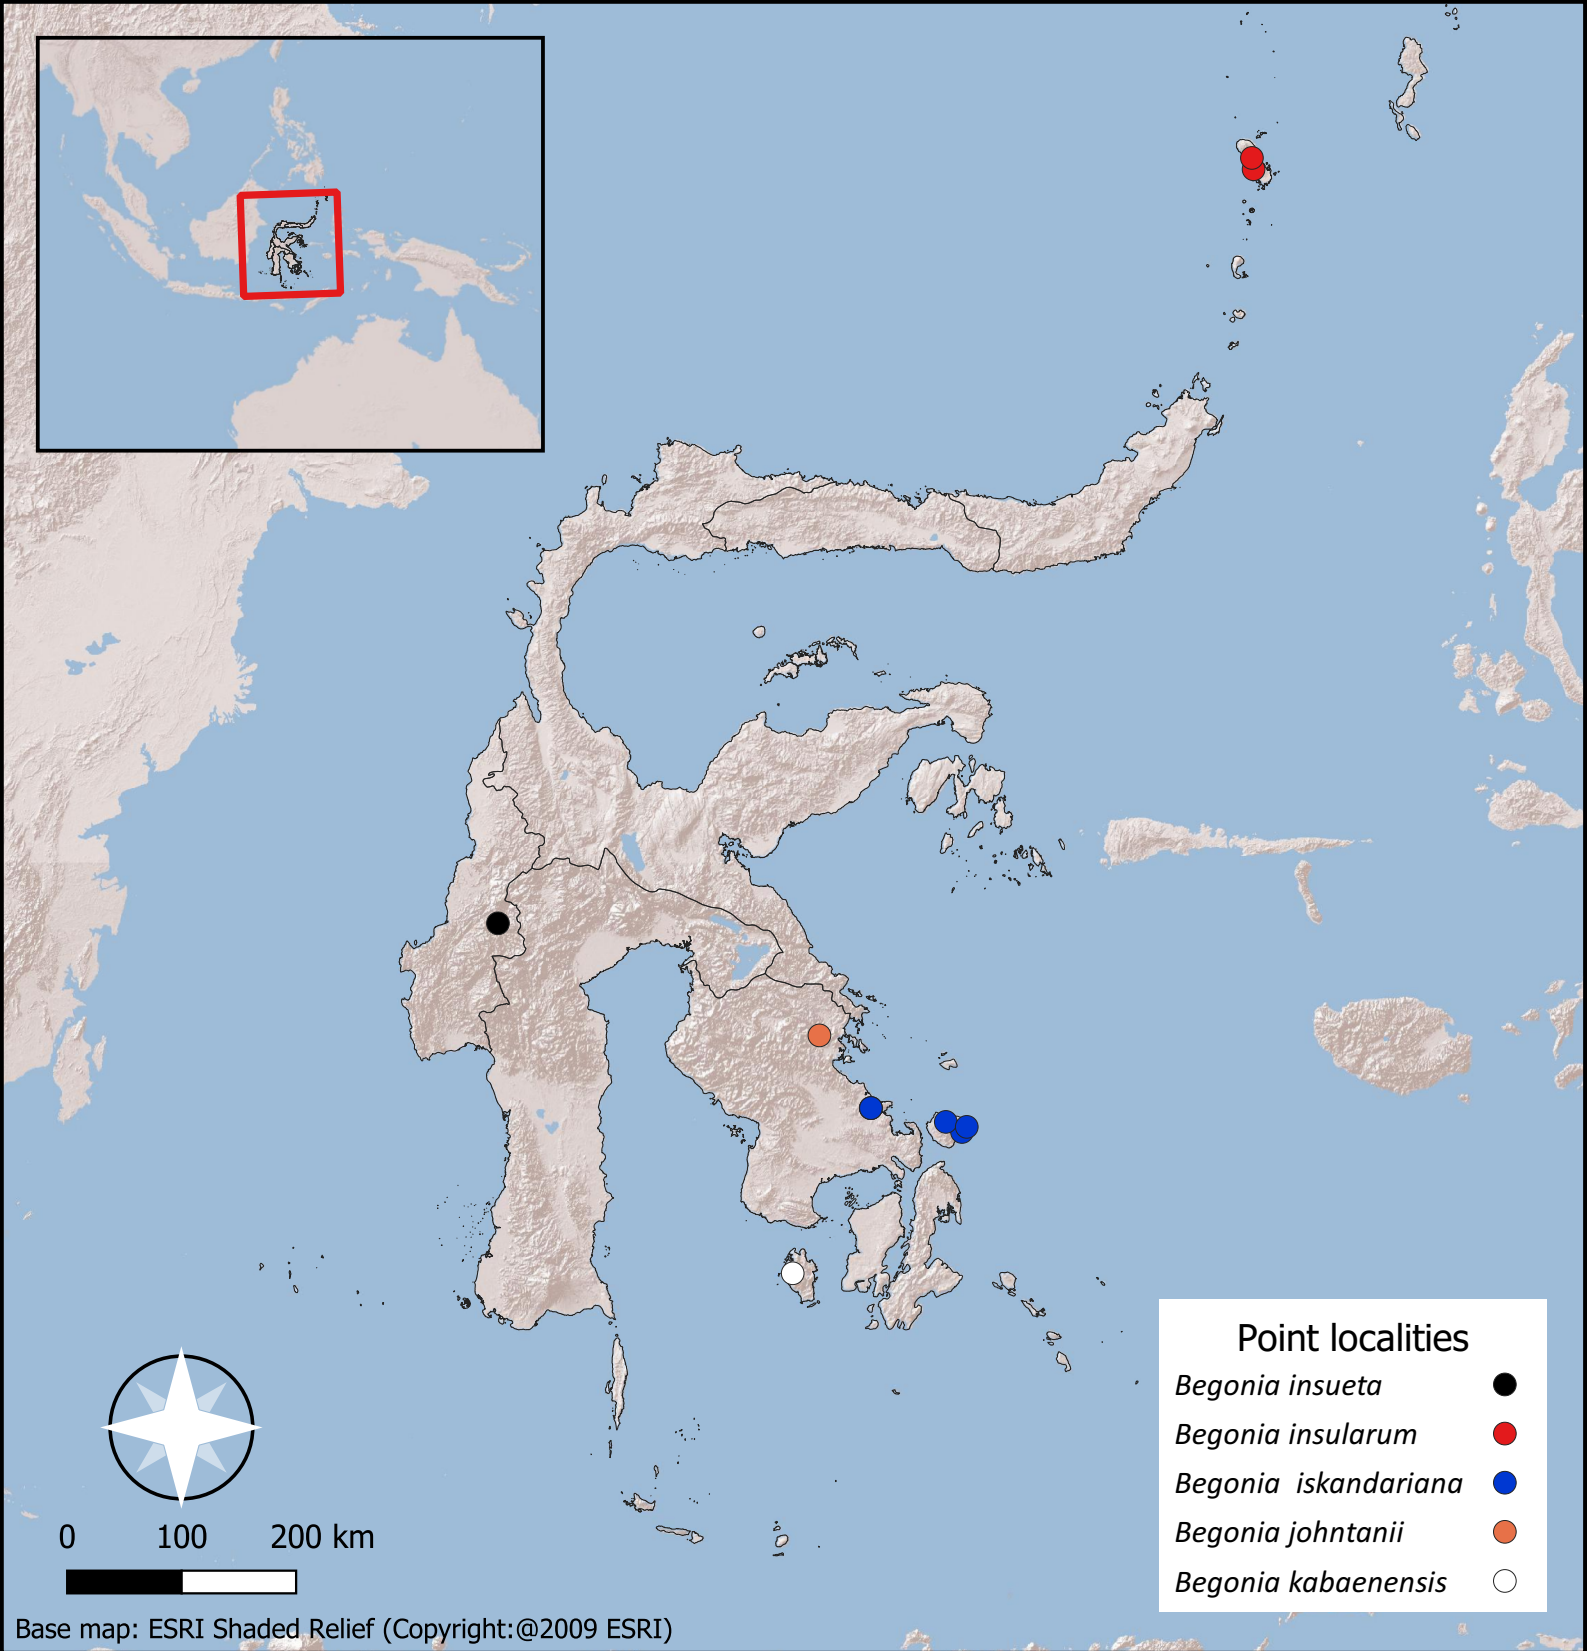 Point localities
Begonia insueta
Begonia insularum
Begonia iskandariana
Begonia johntanii
Begonia kabaenensis
0 100 200 km
Base map: ESRI Shaded Relief (Copyright:@2009 ESRI)